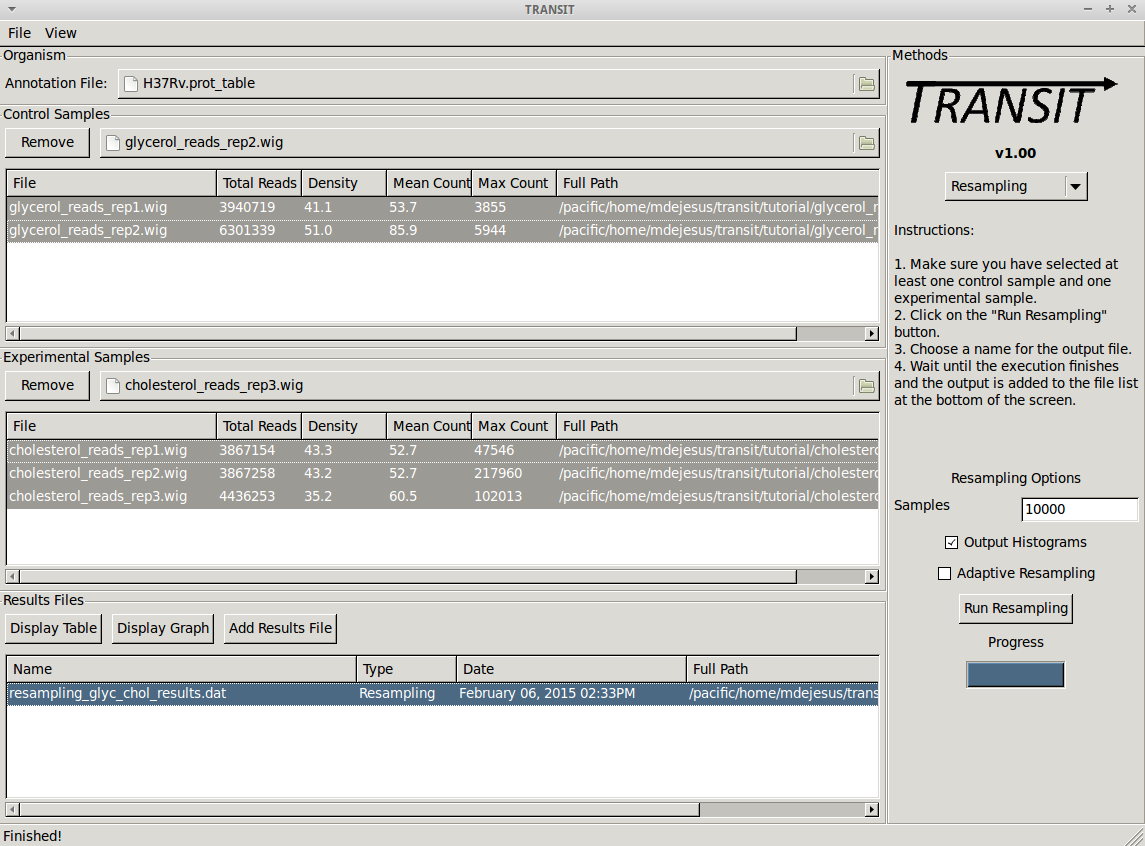 TRANSIT
File View
Organism
Annotation File: H37Rv.prot_table
Control Samples
Remove glycerol_reads_rep2.wig
File Total Reads Density Mean Count Max Count Full Path
glycerol_reads_rep1.wig 3940719 41.1 53.7 3855 /pacific/home/mdejesus/transit/tutorial/glycerol_r
glycerol_reads_rep2.wig 6301339 51.0 85.9 5944 /pacific/home/mdejesus/transit/tutorial/glycerol_r
Experimental Samples
Remove cholesterol_reads_rep3.wig
File Total Reads Density Mean Count Max Count Full Path
cholesterol_reads_rep1.wig 3867154 43.3 52.7 47546 /pacific/home/mdejesus/transit/tutorial/cholestero
cholesterol_reads_rep2.wig 3867258 43.2 52.7 217960 /pacific/home/mdejesus/transit/tutorial/cholestero
cholesterol_reads_rep3.wig 4436253 35.2 60.5 102013 /pacific/home/mdejesus/transit/tutorial/cholestero
Results Files
Display Table Display Graph Add Results File
Name Type Date Full Path
resampling_glyc_chol_results.dat Resampling February 06, 2015 02:33PM /pacific/home/mdejesus/trans
Methods
TRANSIT
v1.00
Resampling
Instructions:
1. Make sure you have selected at
least one control sample and one
experimental sample.
2. Click on the "Run Resampling"
button.
3. Choose a name for the output file.
4. Wait until the execution finishes
and the output is added to the file list
at the bottom of the screen.
Resampling Options
Samples 10000
Output Histograms
Adaptive Resampling
Run Resampling
Progress
Finished!